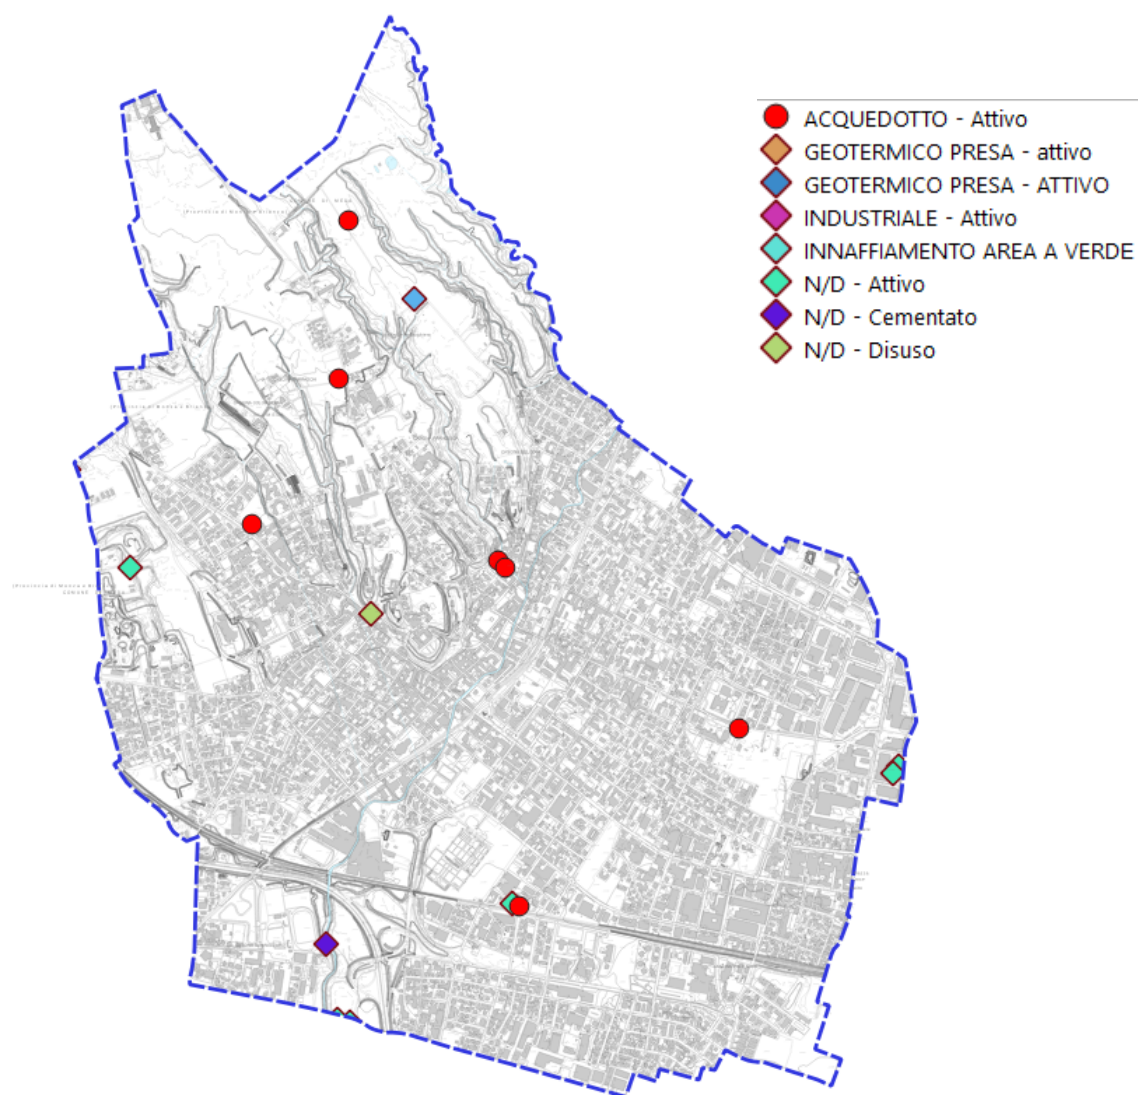 ACQUEDOTTO - Attivo
GEOTERMICO PRESA - attivo
GEOTERMICO PRESA - ATTIVO
INDUSTRIALE - Attivo
INNAFFIAMENTO AREA A VERDE
N/D - Attivo
N/D - Cementato
N/D - Disuso